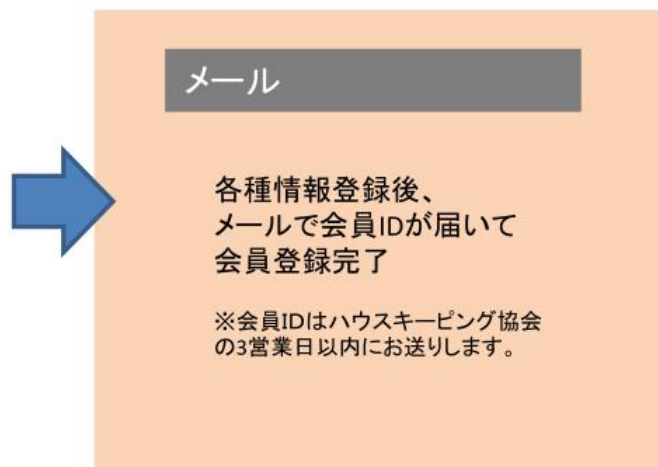 メール
各種情報登録後、
メールで会員IDが届いて
会員登録完了
※会員IDはハウスキーピング協会
の3営業日以内にお送りします。